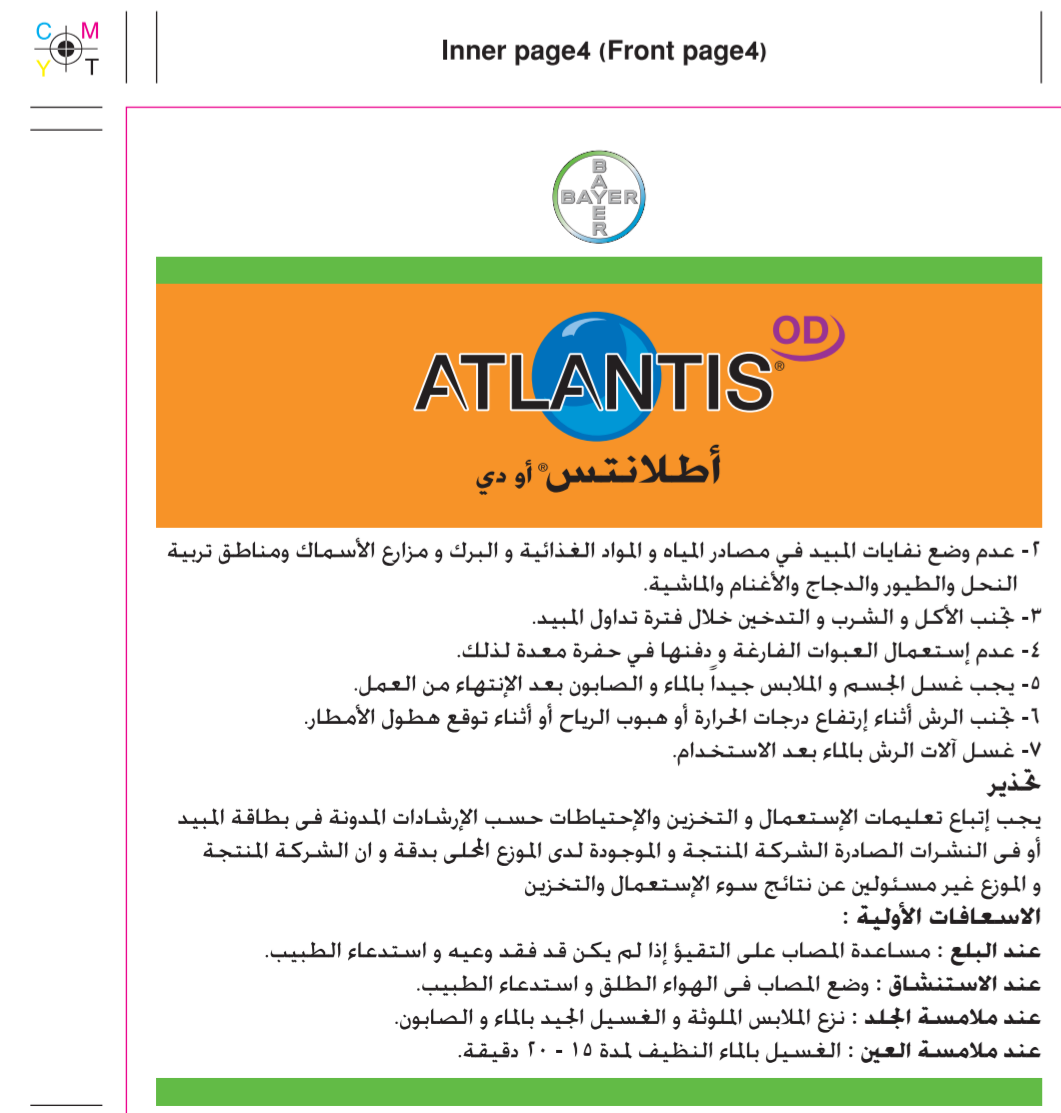 C M
Y T
Inner page4 (Front page4)
BAYER
BAYER
ATLANTIS® OD
أطلانتس® أو دي
٢- عدم وضع نفايات المبيد في مصادر المياه و المواد الغذائية و البرك و مزارع الأسماك ومناطق تربية
النحل والطيور والدجاج والأغنام والماشية.
٣- تجنب الأكل و الشرب و التدخين خلال فترة تداول المبيد.
٤- عدم إستعمال العبوات الفارغة و دفنها في حفرة معدة لذلك.
٥- يجب غسل الجسم و الملابس جيداً بالماء و الصابون بعد الإنتهاء من العمل.
٦- تجنب الرش أثناء إرتفاع درجات الحرارة أو هبوب الرياح أو أثناء توقع هطول الأمطار.
٧- غسل آلات الرش بالماء بعد الاستخدام.
تحذير
يجب إتباع تعليمات الإستعمال و التخزين والإحتياطات حسب الإرشادات المدونة فى بطاقة المبيد
أو فى النشرات الصادرة الشركة المنتجة و الموجودة لدى الموزع المحلى بدقة و ان الشركة المنتجة
و الموزع غير مسئولين عن نتائج سوء الإستعمال والتخزين
الاسعافات الأولية :
عند البلع : مساعدة المصاب على التقيؤ إذا لم يكن قد فقد وعيه و استدعاء الطبيب.
عند الاستنشاق : وضع المصاب فى الهواء الطلق و استدعاء الطبيب.
عند ملامسة الجلد : نزع الملابس الملوثة و الغسيل الجيد بالماء و الصابون.
عند ملامسة العين : الغسيل بالماء النظيف لمدة ١٥ - ٢٠ دقيقة.